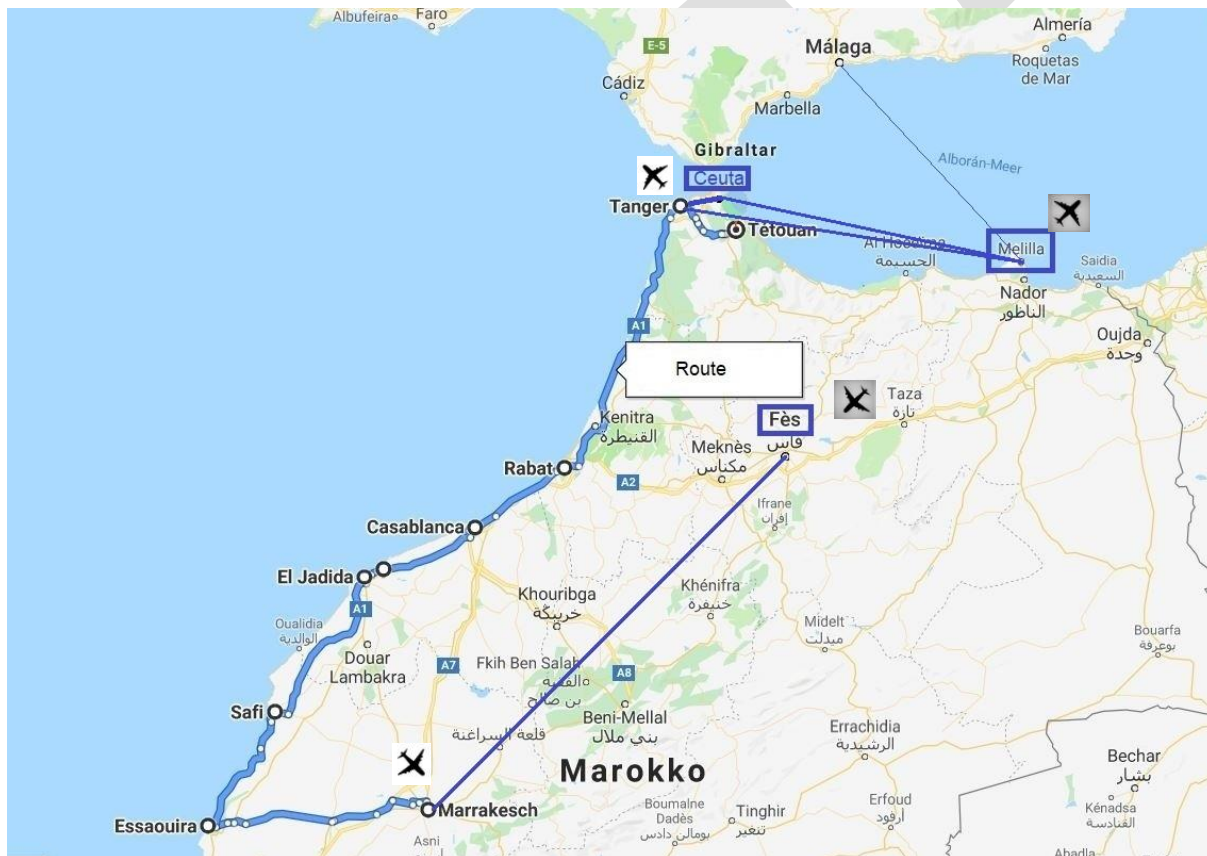 Albufeira
Faro
Almería
E-5
Málaga
Roquetas
de Mar
Cádiz
Marbella
Gibraltar
Alborán-Meer
Ceuta
Tanger
Tétouan
Al Hoceima
الحسيمة
Melilla
Saidia
السعيدية
Nador
الناظور
Oujda
وجدة
A1
Route
Taza
تازة
Fès
فاس
Kenitra
القنيطرة
Meknès
مكناس
Rabat
A2
Ifrane
إفران
Casablanca
El Jadida
Khénifra
خنيفرة
Khouribga
خريبكة
A1
Oualidia
الوالدية
Midelt
ميدلت
Bouarfa
بوعرفة
Douar
Lambakra
A7
Fkih Ben Salah
الفقيه
بن صالح
A8
Safi
Beni-Mellal
بني ملال
قلعة السراغنة
Errachidia
الرشيدية
Marokko
Bechar
بشار
Marrakesch
Essaouira
Boumalne
Dadès
بومالن دادس
Tinghir
تنغير
Erfoud
أرفود
Kénadsa
القنادسة
Asni
Abadla